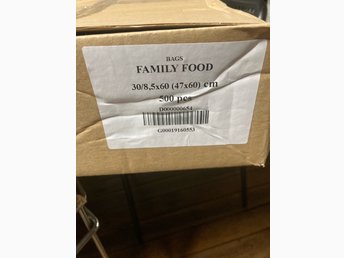 BAGS
FAMILY FOOD
30/8,5x60 (47x60) cm
500 pcs
D000000654
G00019160553